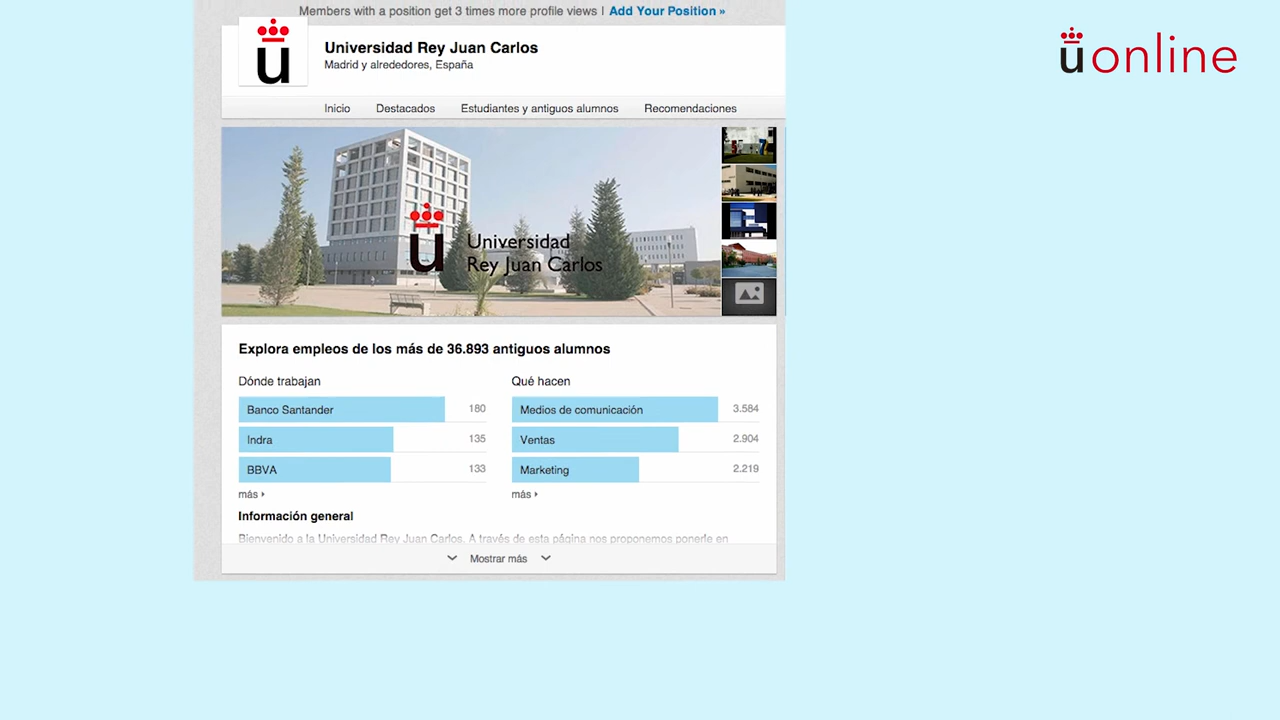 Members with a position get 3 times more profile views | Add Your Position »
u
Universidad Rey Juan Carlos
Madrid y alrededores, España
u online
Inicio Destacados Estudiantes y antiguos alumnos Recomendaciones
u Universidad
Rey Juan Carlos
Explora empleos de los más de 36.893 antiguos alumnos
Dónde trabajan
Banco Santander 180
Indra 135
BBVA 133
más
Qué hacen
Medios de comunicación 3.584
Ventas 2.904
Marketing 2.219
más
Información general
Bienvenido a la Universidad Rey Juan Carlos. A través de esta página nos proponemos ponerle en
Mostrar más